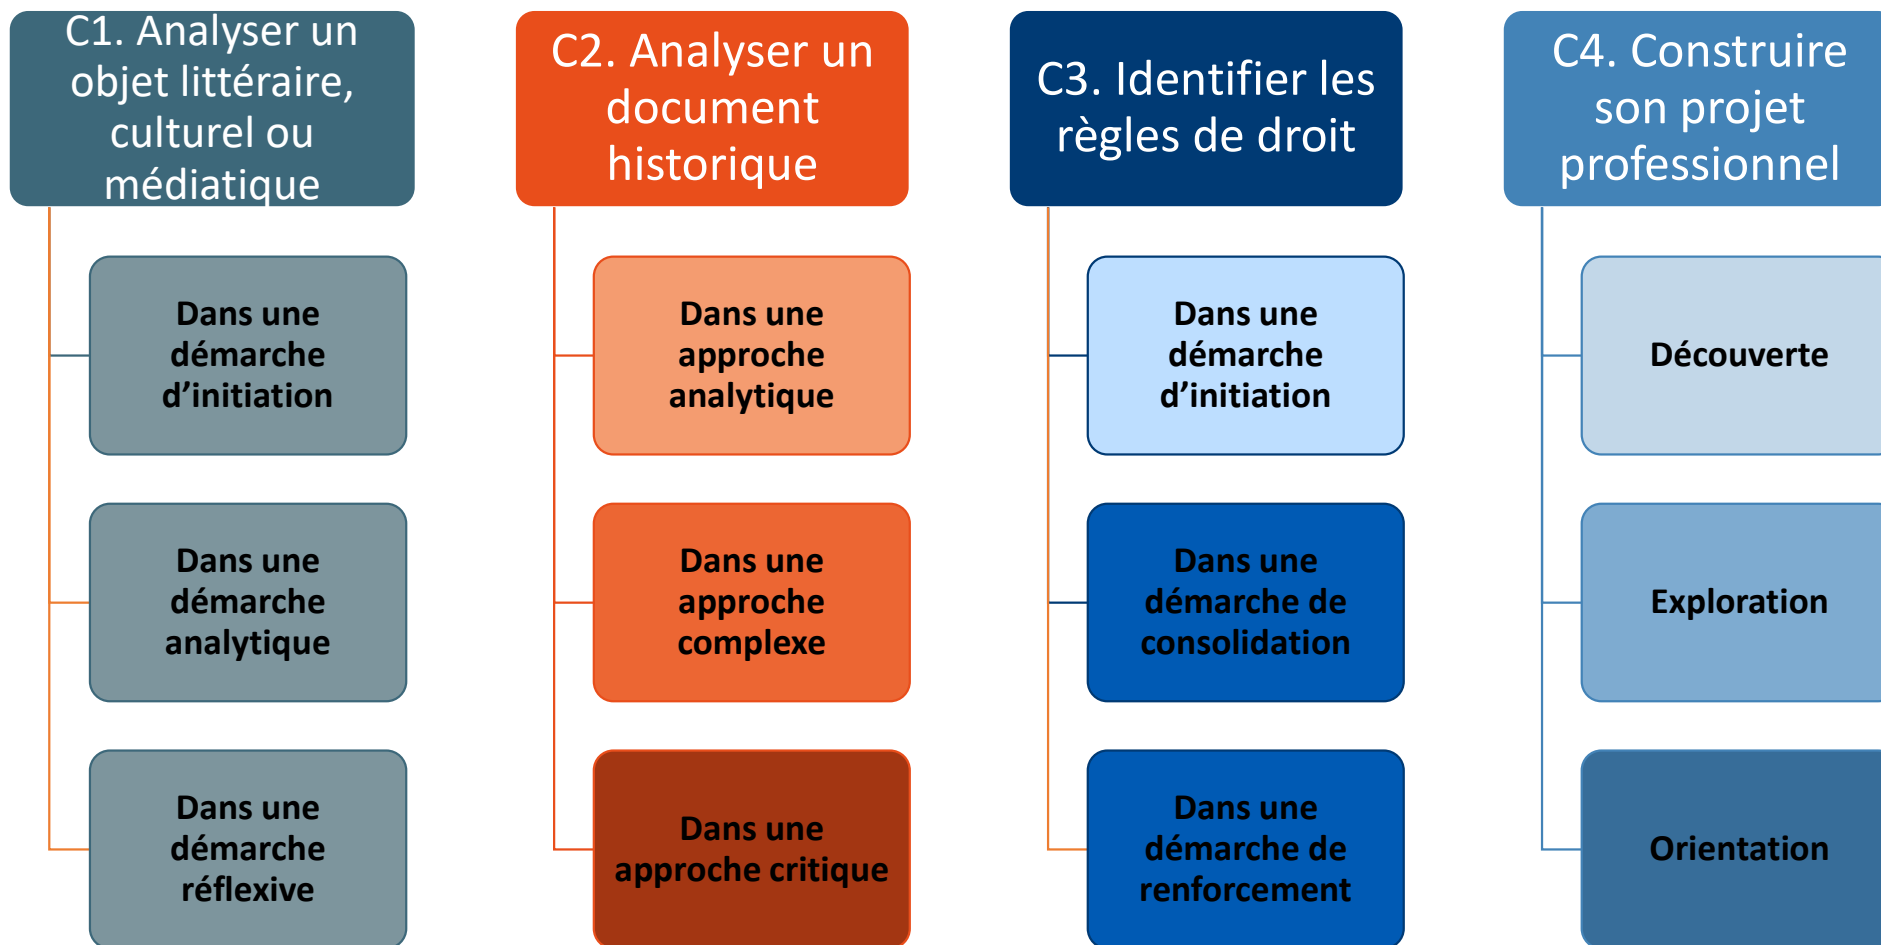 C1. Analyser un
objet littéraire,
culturel ou
médiatique
Dans une
démarche
d’initiation
Dans une
démarche
analytique
Dans une
démarche
réflexive
C2. Analyser un
document
historique
Dans une
approche
analytique
Dans une
approche
complexe
Dans une
approche critique
C3. Identifier les
règles de droit
Dans une
démarche
d’initiation
Dans une
démarche de
consolidation
Dans une
démarche de
renforcement
C4. Construire
son projet
professionnel
Découverte
Exploration
Orientation